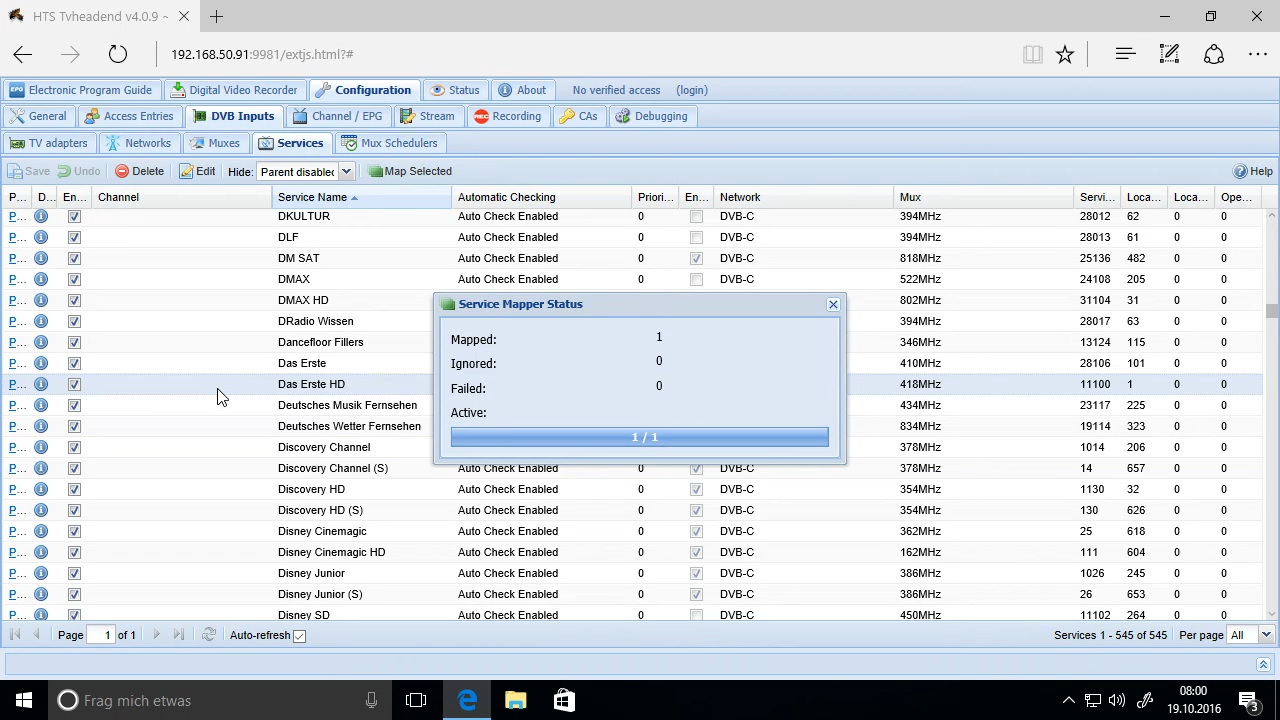 HTS Tvheadend v4.0.9 ~
192.168.50.91:9981/extjs.html?#
Electronic Program Guide Digital Video Recorder Configuration Status About No verified access (login)
General Access Entries DVB Inputs Channel / EPG Stream Recording CAs Debugging
TV adapters Networks Muxes Services Mux Schedulers
Save Undo Delete Edit Hide: Parent disabled Map Selected Help
P... D... En... Channel Service Name Automatic Checking Priori... En... Network Mux Servi... Loca... Loca... Ope...
P... DKULTUR Auto Check Enabled 0 DVB-C 394MHz 28012 62 0 0
P... DLF Auto Check Enabled 0 DVB-C 394MHz 28013 61 0 0
P... DM SAT Auto Check Enabled 0 DVB-C 818MHz 25136 482 0 0
P... DMAX Auto Check Enabled 0 DVB-C 522MHz 24108 205 0 0
P... DMAX HD 802MHz 31104 31 0 0
P... DRadio Wissen 394MHz 28017 63 0 0
P... Dancefloor Fillers 346MHz 13124 115 0 0
P... Das Erste 410MHz 28106 101 0 0
P... Das Erste HD 418MHz 11100 1 0 0
P... Deutsches Musik Fernsehen 434MHz 23117 225 0 0
P... Deutsches Wetter Fernsehen 834MHz 19114 323 0 0
P... Discovery Channel 378MHz 1014 206 0 0
P... Discovery Channel (S) Auto Check Enabled 0 DVB-C 378MHz 14 657 0 0
P... Discovery HD Auto Check Enabled 0 DVB-C 354MHz 1130 32 0 0
P... Discovery HD (S) Auto Check Enabled 0 DVB-C 354MHz 130 626 0 0
P... Disney Cinemagic Auto Check Enabled 0 DVB-C 362MHz 25 618 0 0
P... Disney Cinemagic HD Auto Check Enabled 0 DVB-C 162MHz 111 604 0 0
P... Disney Junior Auto Check Enabled 0 DVB-C 386MHz 1026 245 0 0
P... Disney Junior (S) Auto Check Enabled 0 DVB-C 386MHz 26 653 0 0
P... Disney SD Auto Check Enabled 0 DVB-C 450MHz 11102 264 0 0
Service Mapper Status
Mapped: 1
Ignored: 0
Failed: 0
Active:
1 / 1
Page 1 of 1 Auto-refresh Services 1 - 545 of 545 Per page All
Frag mich etwas
08:00
19.10.2016
3